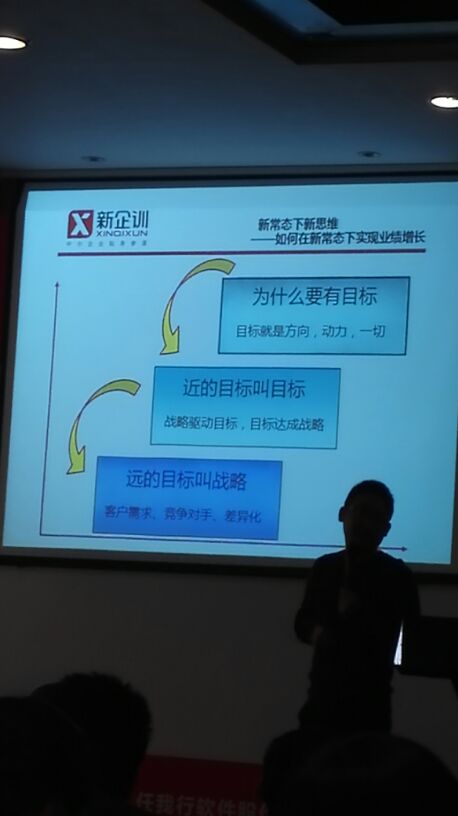 新企训
XINQIXUN
新常态下新思维
——如何在新常态下实现业绩增长
为什么要有目标
目标就是方向，动力，一切
近的目标叫目标
战略驱动目标，目标达成战略
远的目标叫战略
客户需求、竞争对手、差异化
任我行软件股